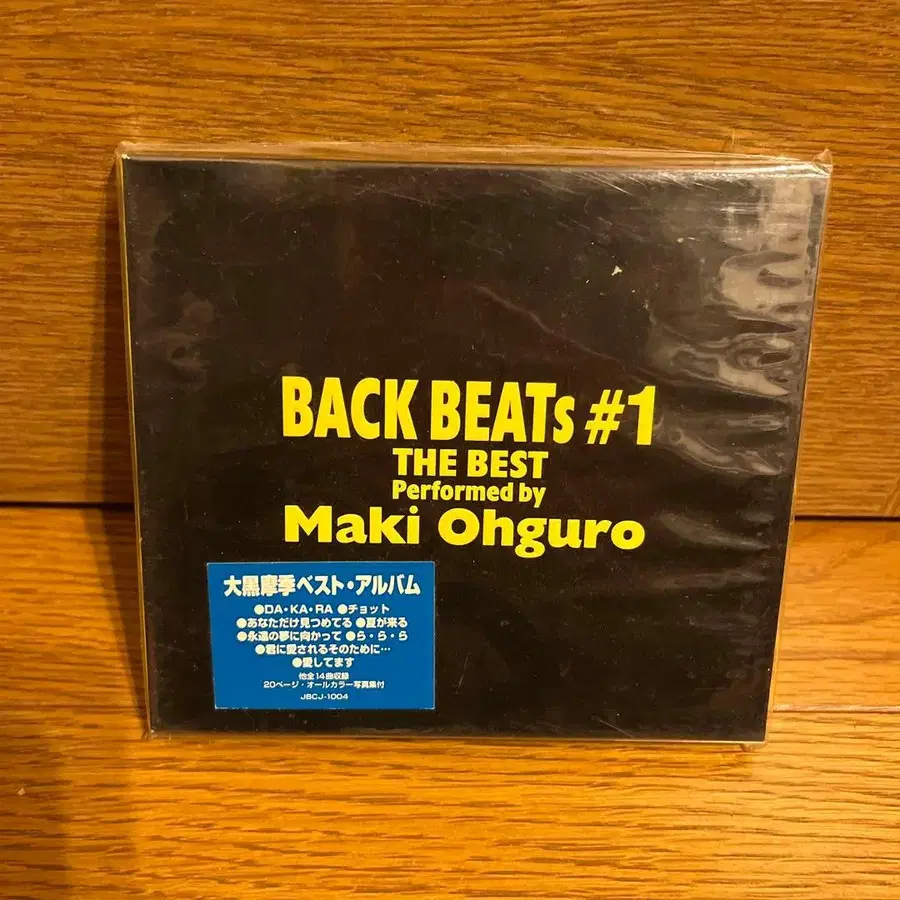 BACK BEATs #1
THE BEST
Performed by
Maki Ohguro
大黒摩季ベスト・アルバム
●DA・KA・RA ●チョット
●あなただけ見つめてる ●夏が来る
●永遠の夢に向かって ●ら・ら・ら
●君に愛されるそのために…
●愛してます
他全14曲収録
20ページ・オールカラー写真集付
JBCJ-1004